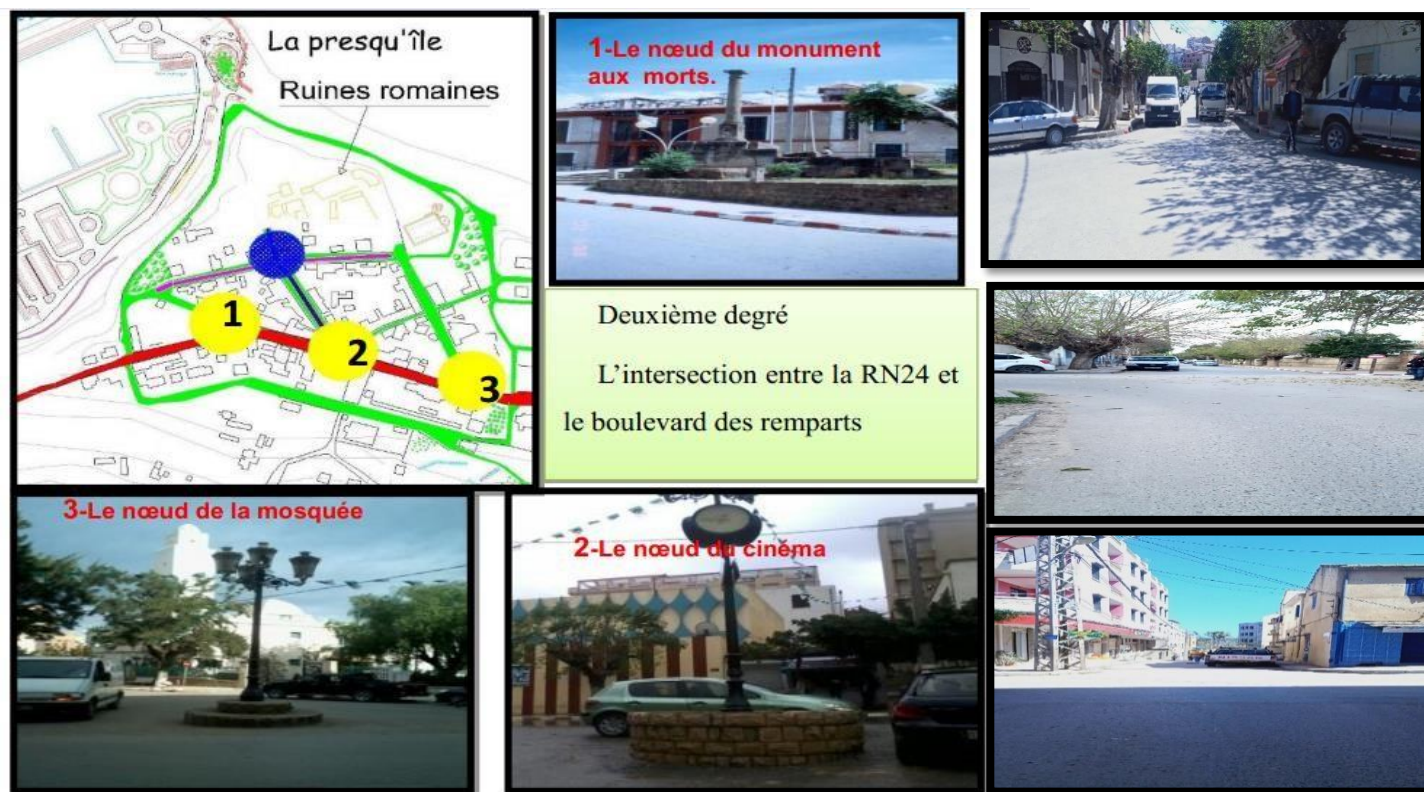 La presqu'île
Ruines romaines
1
2
3
1-Le nœud du monument
aux morts.
Deuxième degré
L'intersection entre la RN24 et
le boulevard des remparts
3-Le nœud de la mosquée
2-Le nœud du cinéma